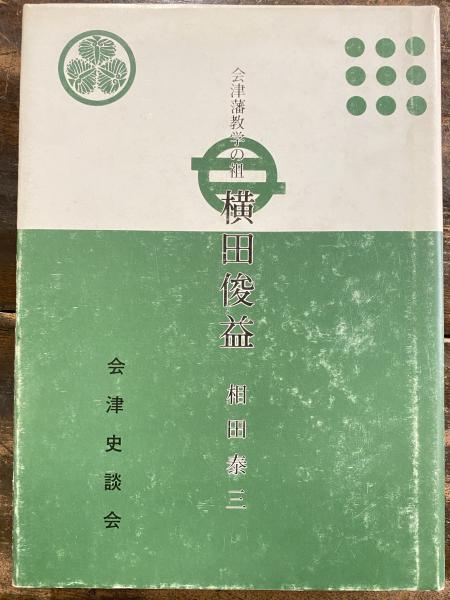 会津藩教学の祖
横田俊益
相田泰三
会津史談会